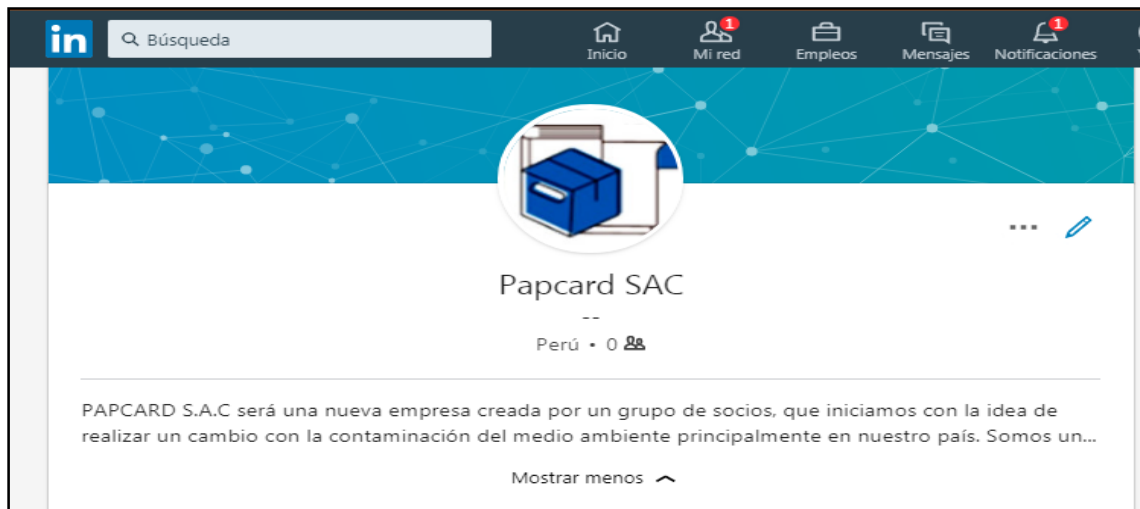 in Búsqueda
Inicio
Mi red
Empleos
Mensajes
Notificaciones
1
1
Papcard SAC
--
Perú • 0
PAPCARD S.A.C será una nueva empresa creada por un grupo de socios, que iniciamos con la idea de
realizar un cambio con la contaminación del medio ambiente principalmente en nuestro país. Somos un...
Mostrar menos